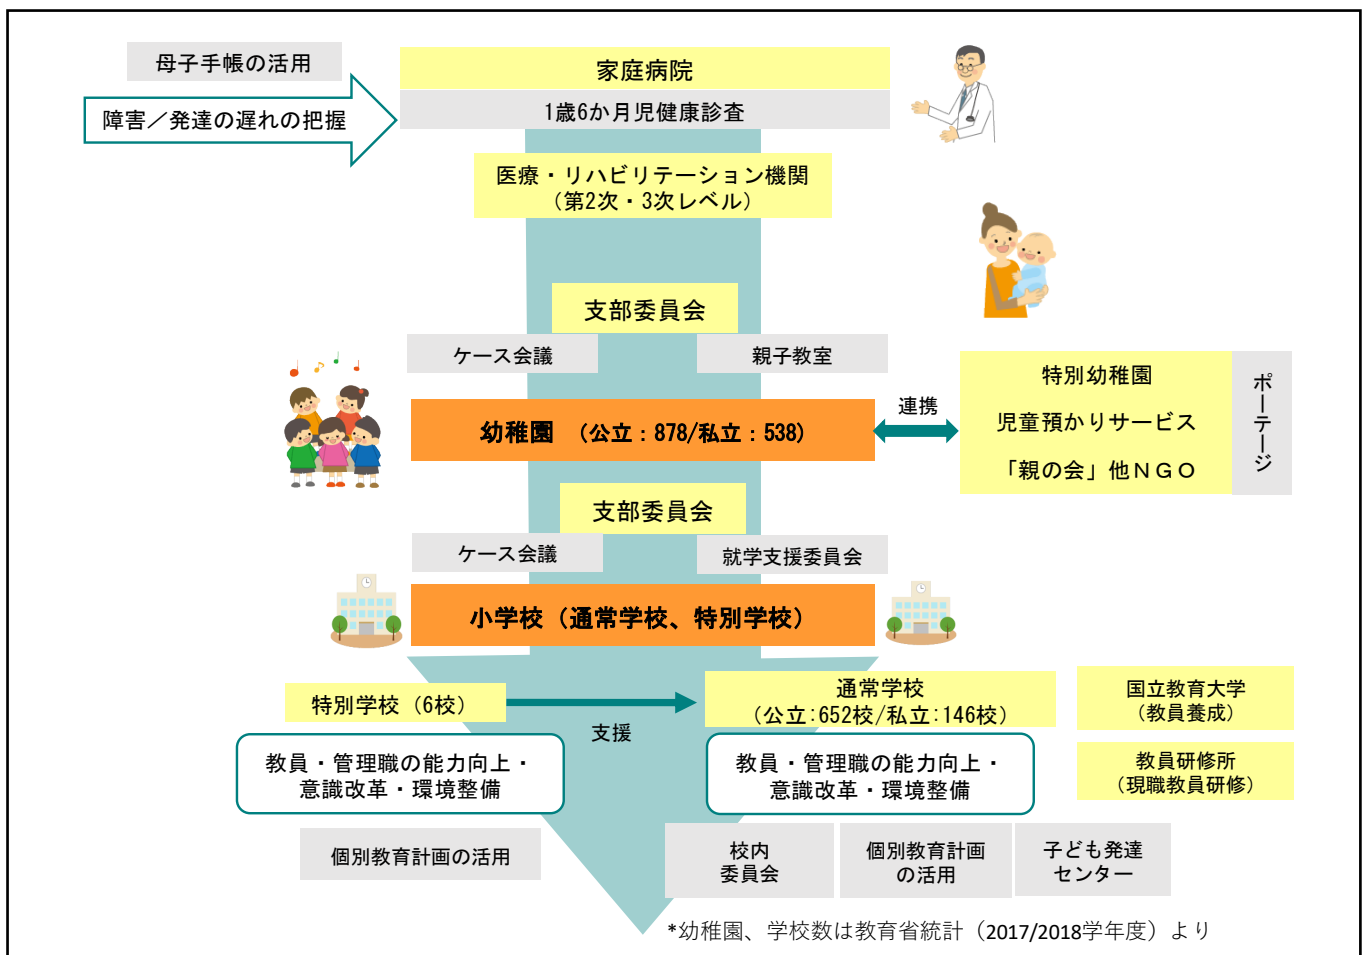 母子手帳の活用
障害／発達の遅れの把握
家庭病院
1歳6か月児健康診査
医療・リハビリテーション機関
（第2次・3次レベル）
支部委員会
ケース会議
親子教室
幼稚園 （公立：878/私立：538）
連携
特別幼稚園
児童預かりサービス
「親の会」他ＮＧＯ
ポーテージ
支部委員会
ケース会議
就学支援委員会
小学校（通常学校、特別学校）
特別学校（6校）
支援
通常学校
（公立:652校/私立:146校）
国立教育大学
（教員養成）
教員・管理職の能力向上・
意識改革・環境整備
教員・管理職の能力向上・
意識改革・環境整備
教員研修所
（現職教員研修）
個別教育計画の活用
校内
委員会
個別教育計画
の活用
子ども発達
センター
*幼稚園、学校数は教育省統計（2017/2018学年度）より